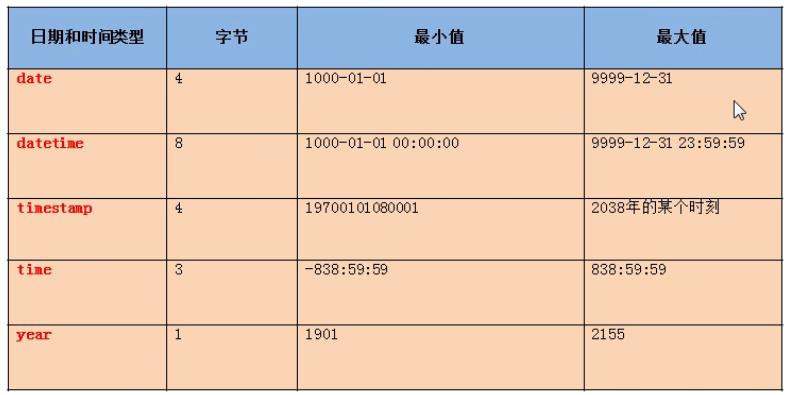 日期和时间类型 字节 最小值 最大值
date 4 1000-01-01 9999-12-31
datetime 8 1000-01-01 00:00:00 9999-12-31 23:59:59
timestamp 4 19700101080001 2038年的某个时刻
time 3 -838:59:59 838:59:59
year 1 1901 2155